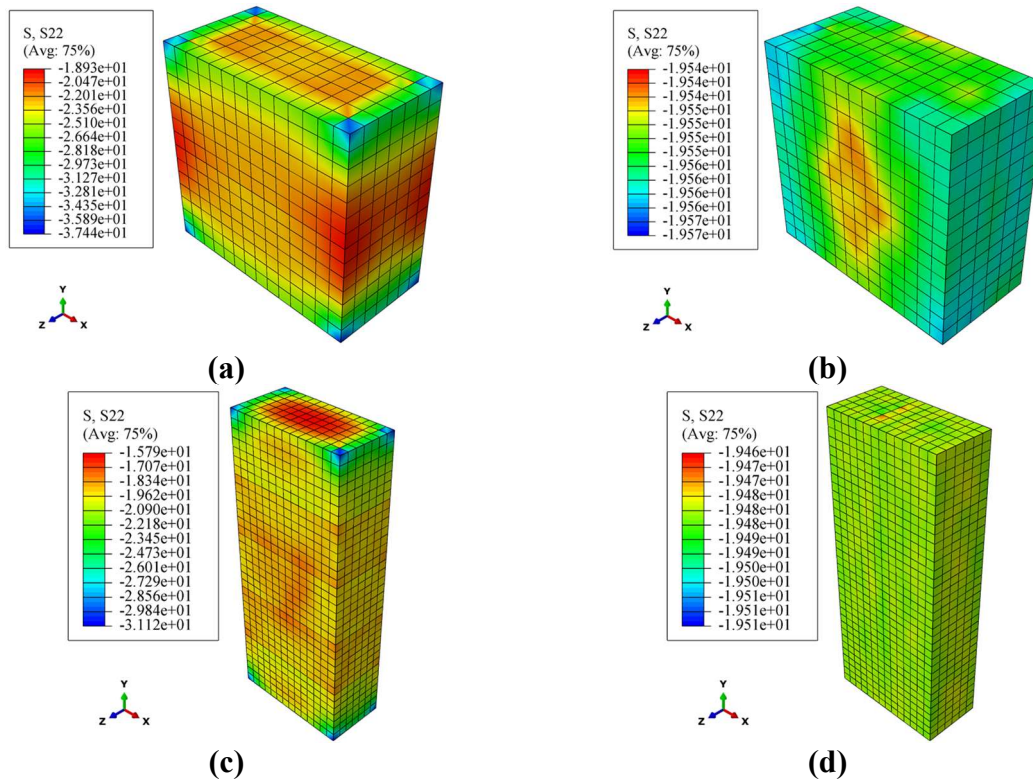 S, S22
(Avg: 75%)
-1.893e+01
-2.047e+01
-2.201e+01
-2.356e+01
-2.510e+01
-2.664e+01
-2.818e+01
-2.973e+01
-3.127e+01
-3.281e+01
-3.435e+01
-3.589e+01
-3.744e+01
Y
Z
X
(a)
S, S22
(Avg: 75%)
-1.954e+01
-1.954e+01
-1.954e+01
-1.955e+01
-1.955e+01
-1.955e+01
-1.955e+01
-1.956e+01
-1.956e+01
-1.956e+01
-1.956e+01
-1.957e+01
-1.957e+01
Y
Z
X
(b)
S, S22
(Avg: 75%)
-1.579e+01
-1.707e+01
-1.834e+01
-1.962e+01
-2.090e+01
-2.218e+01
-2.345e+01
-2.473e+01
-2.601e+01
-2.729e+01
-2.856e+01
-2.984e+01
-3.112e+01
Y
Z
X
(c)
S, S22
(Avg: 75%)
-1.946e+01
-1.947e+01
-1.947e+01
-1.948e+01
-1.948e+01
-1.948e+01
-1.949e+01
-1.949e+01
-1.950e+01
-1.950e+01
-1.951e+01
-1.951e+01
-1.951e+01
Y
Z
X
(d)